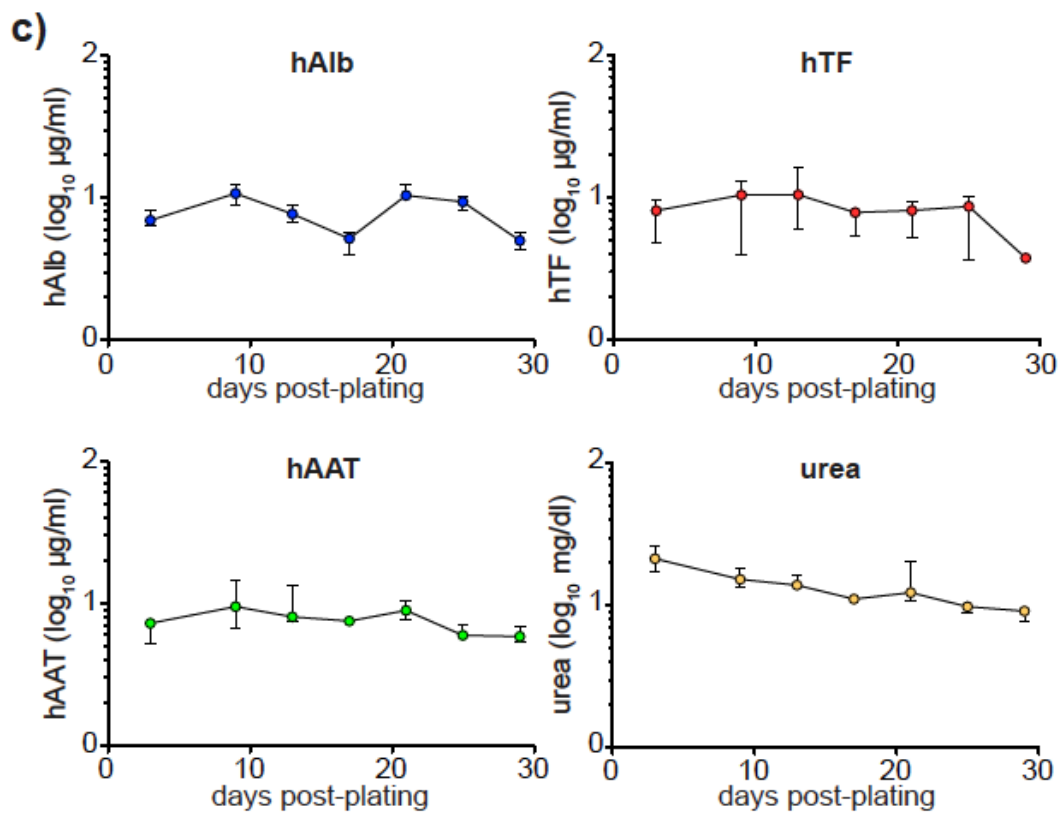 c)
hAlb
hAlb (log₁₀ µg/ml)
2
1
0
0 10 20 30
days post-plating
hTF
hTF (log₁₀ µg/ml)
2
1
0
0 10 20 30
days post-plating
hAAT
hAAT (log₁₀ µg/ml)
2
1
0
0 10 20 30
days post-plating
urea
urea (log₁₀ mg/dl)
2
1
0
0 10 20 30
days post-plating